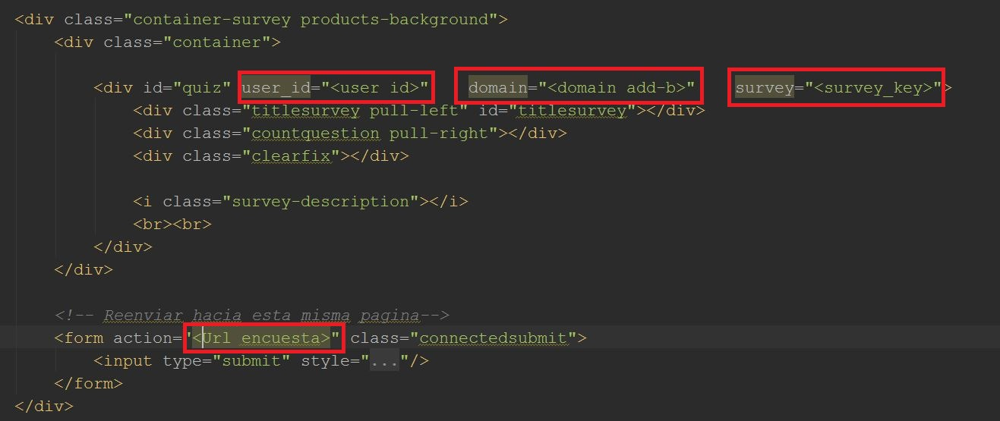 <div class="container-survey products-background">
<div class="container">
<div id="quiz" user_id="<user id>" domain="<domain add-b>" survey="<survey_key>">
<div class="titlesurvey pull-left" id="titlesurvey"></div>
<div class="countquestion pull-right"></div>
<div class="clearfix"></div>
<i class="survey-description"></i>
<br><br>
</div>
</div>
<!-- Reenviar hacia esta misma pagina-->
<form action="<Url encuesta>" class="connectedsubmit">
<input type="submit" style="..."/>
</form>
</div>